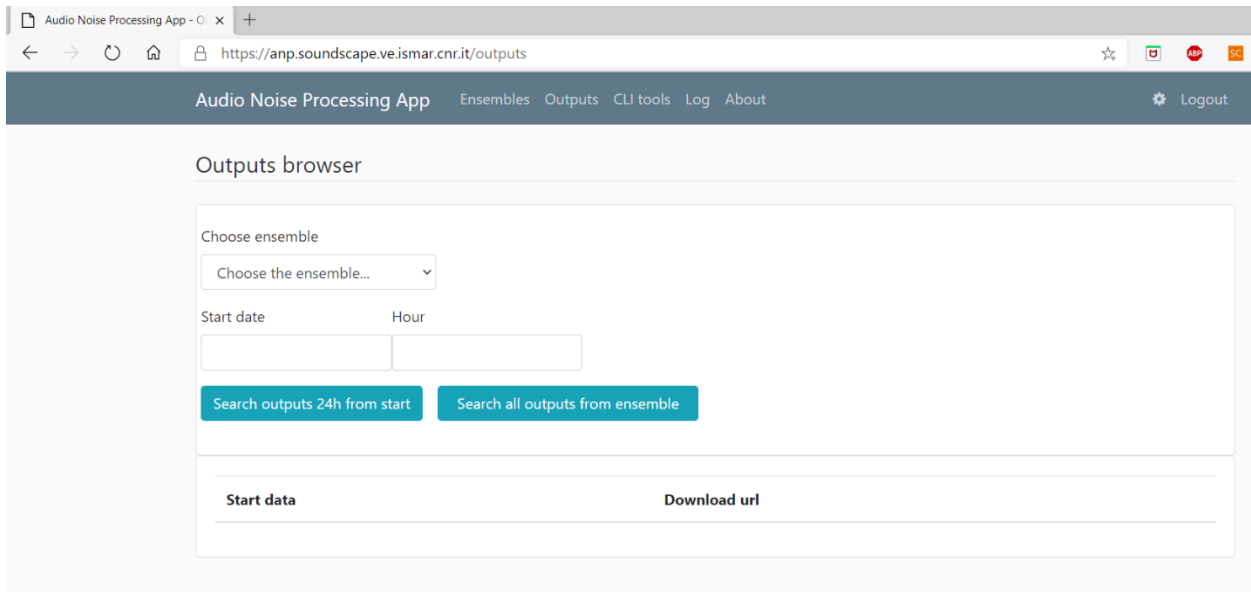 Audio Noise Processing App - O
https://anp.soundscape.ve.ismar.cnr.it/outputs
ABP
SC
Audio Noise Processing App Ensembles Outputs CLI tools Log About Logout
Outputs browser
Choose ensemble
Choose the ensemble...
Start date Hour
Search outputs 24h from start Search all outputs from ensemble
Start data Download url